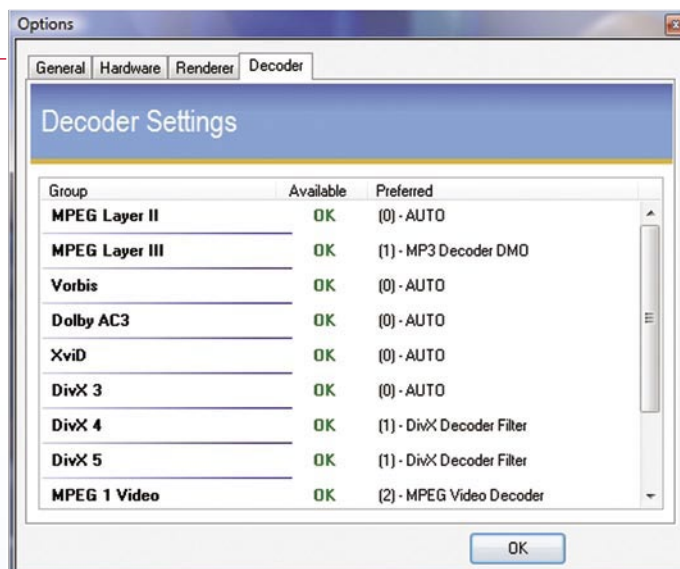 Options
General Hardware Renderer Decoder
Decoder Settings
Group Available Preferred
MPEG Layer II OK (0) - AUTO
MPEG Layer III OK (1) - MP3 Decoder DMO
Vorbis OK (0) - AUTO
Dolby AC3 OK (0) - AUTO
XviD OK (0) - AUTO
DivX 3 OK (0) - AUTO
DivX 4 OK (1) - DivX Decoder Filter
DivX 5 OK (1) - DivX Decoder Filter
MPEG 1 Video OK (2) - MPEG Video Decoder
OK